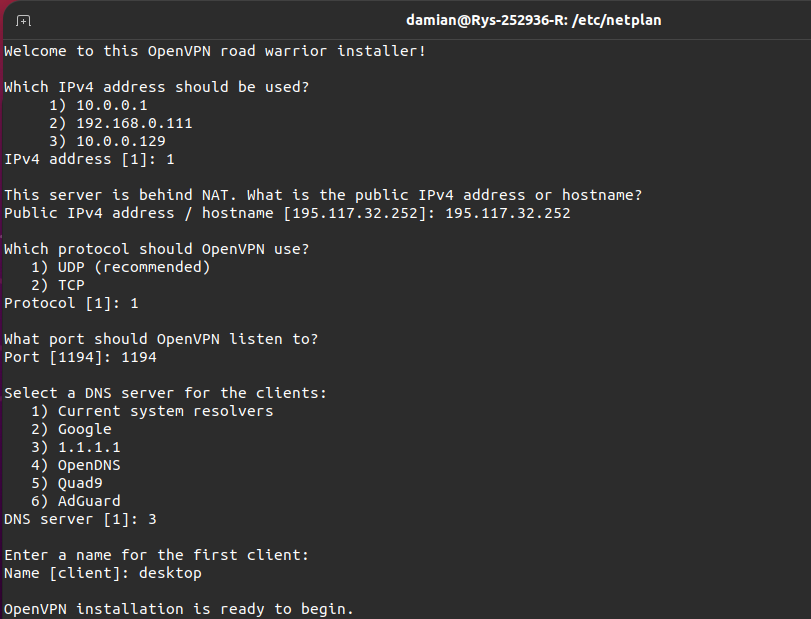 damian@Rys-252936-R: /etc/netplan
Welcome to this OpenVPN road warrior installer!
Which IPv4 address should be used?
1) 10.0.0.1
2) 192.168.0.111
3) 10.0.0.129
IPv4 address [1]: 1
This server is behind NAT. What is the public IPv4 address or hostname?
Public IPv4 address / hostname [195.117.32.252]: 195.117.32.252
Which protocol should OpenVPN use?
1) UDP (recommended)
2) TCP
Protocol [1]: 1
What port should OpenVPN listen to?
Port [1194]: 1194
Select a DNS server for the clients:
1) Current system resolvers
2) Google
3) 1.1.1.1
4) OpenDNS
5) Quad9
6) AdGuard
DNS server [1]: 3
Enter a name for the first client:
Name [client]: desktop
OpenVPN installation is ready to begin.